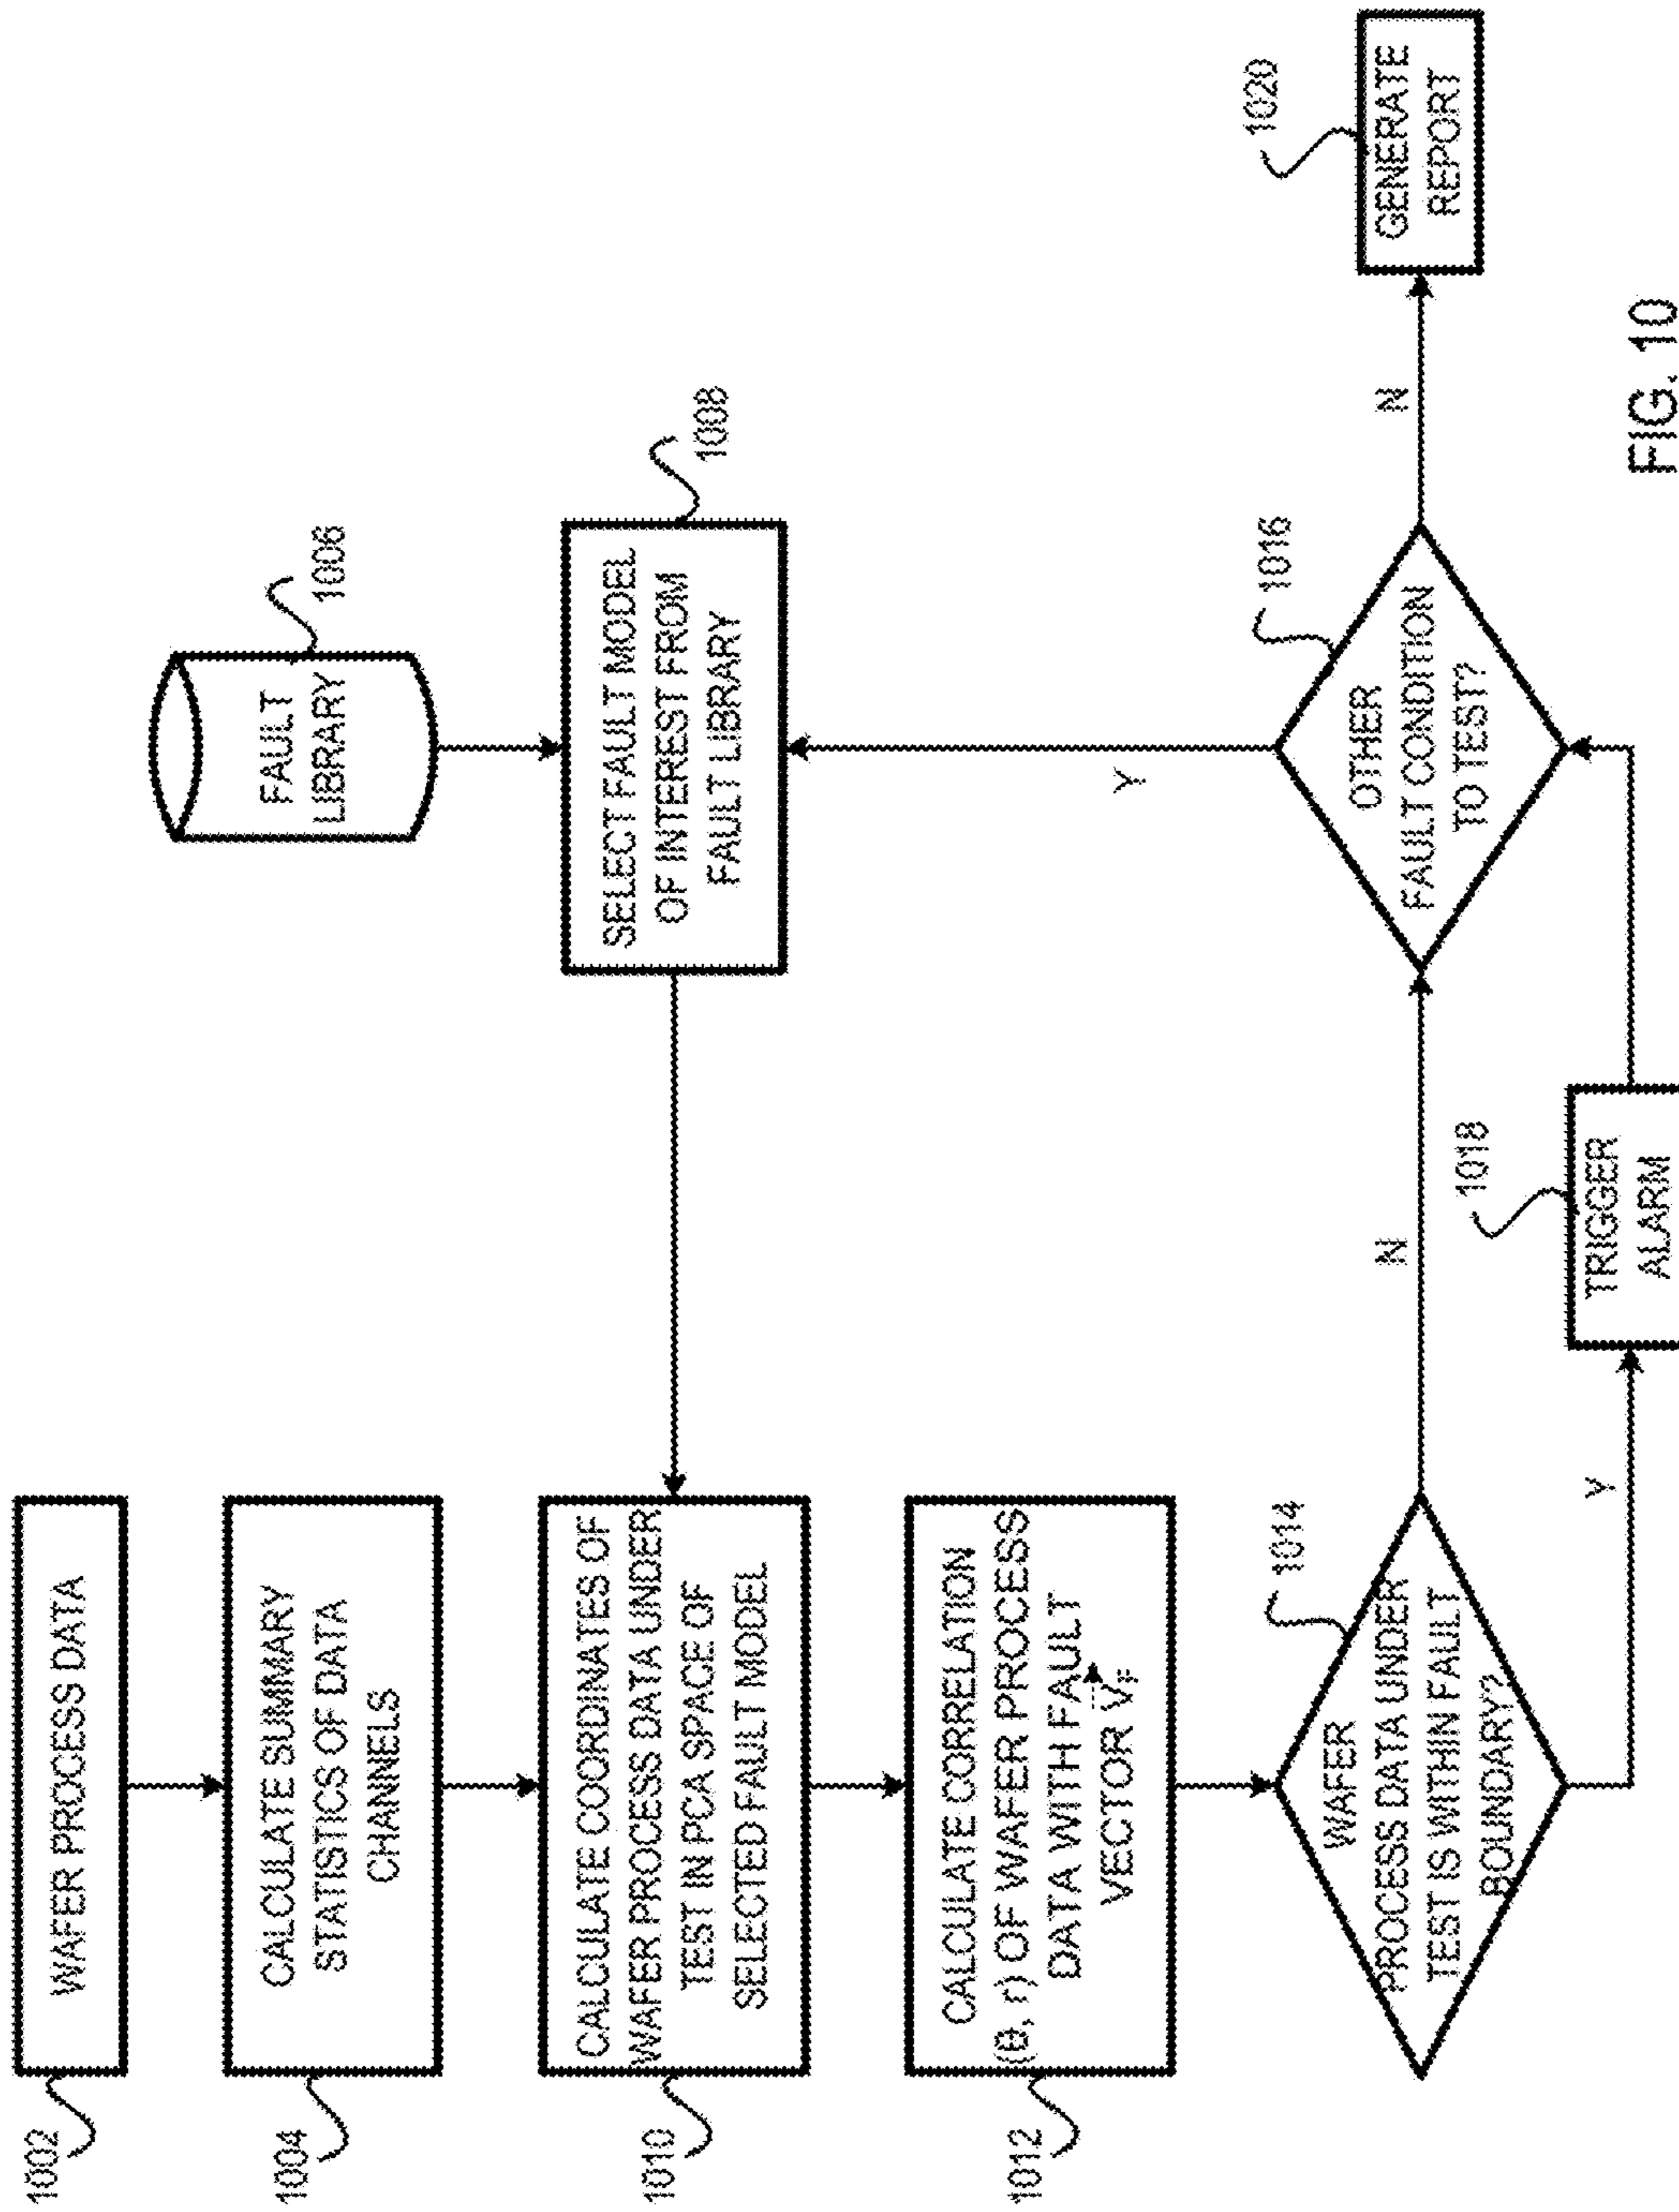 1002
WAFER PROCESS DATA
1004
CALCULATE SUMMARY
STATISTICS OF DATA
CHANNELS
FAULT
LIBRARY
1006
SELECT FAULT MODEL
OF INTEREST FROM
FAULT LIBRARY
1008
1010
CALCULATE COORDINATES OF
WAFER PROCESS DATA UNDER
TEST IN PCA SPACE OF
SELECTED FAULT MODEL
1012
CALCULATE CORRELATION
(θ, r) OF WAFER PROCESS
DATA WITH FAULT
VECTOR V⃗F
1014
WAFER
PROCESS DATA UNDER
TEST IS WITHIN FAULT
BOUNDARY?
N
Y
1018
TRIGGER
ALARM
1016
OTHER
FAULT CONDITION
TO TEST?
Y
N
1020
GENERATE
REPORT
FIG. 10